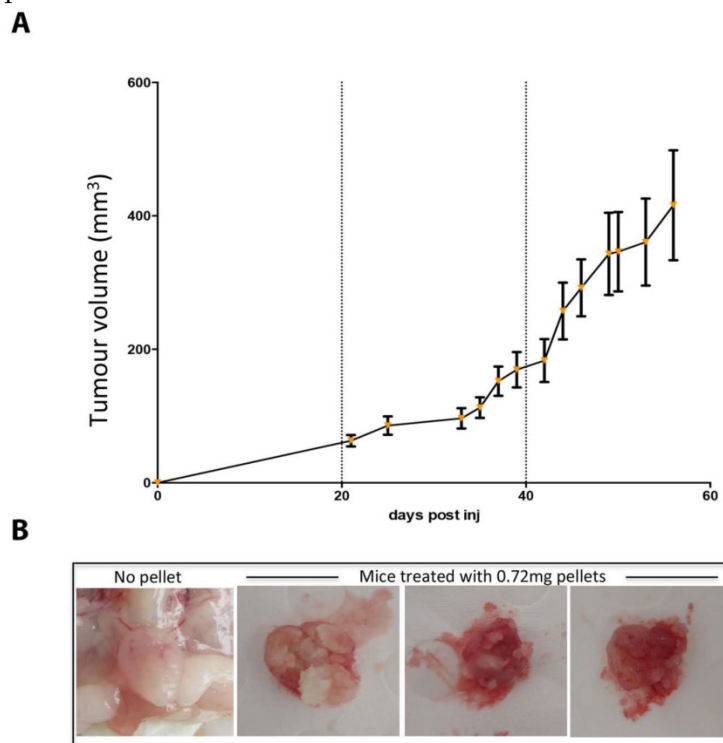 A
600
400
200
0
Tumour volume (mm³)
0 20 40 60
days post inj
B
No pellet Mice treated with 0.72mg pellets